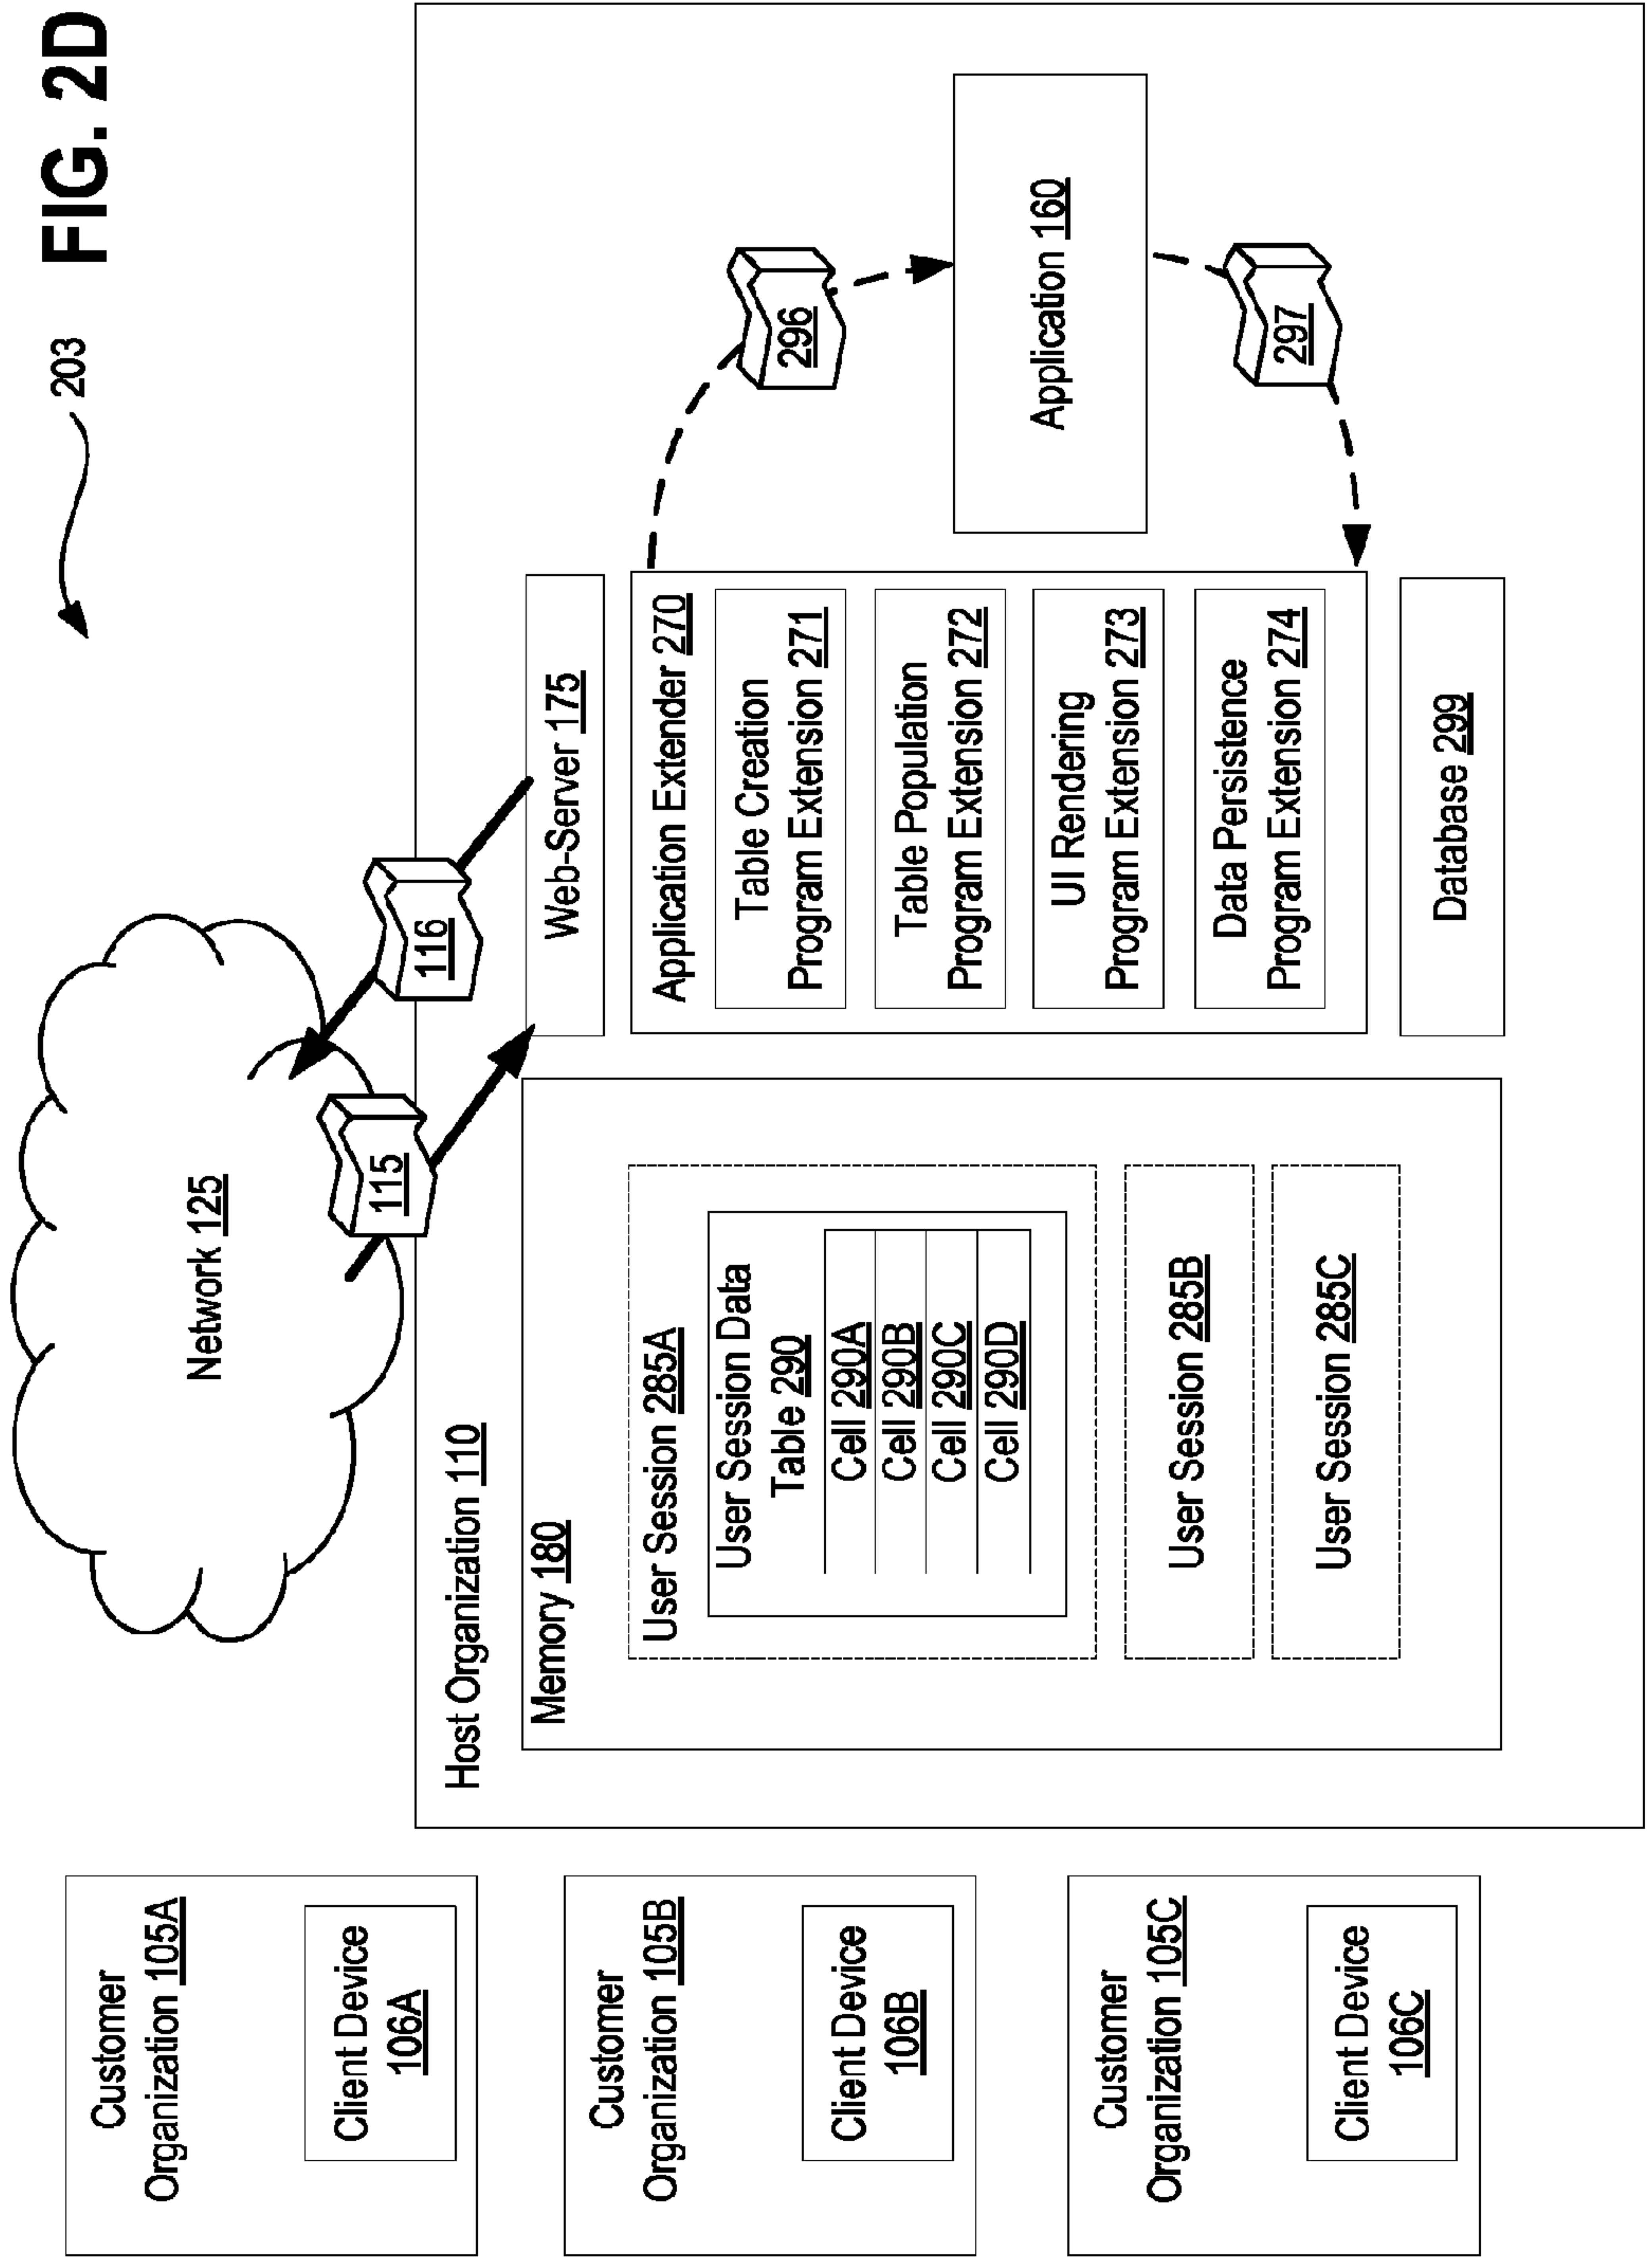 FIG. 2D
203
Network 125
115
116
Customer
Organization 105A
Client Device
106A
Customer
Organization 105B
Client Device
106B
Customer
Organization 105C
Client Device
106C
Host Organization 110
Memory 180
User Session 285A
User Session Data
Table 290
Cell 290A
Cell 290B
Cell 290C
Cell 290D
User Session 285B
User Session 285C
Web-Server 175
Application Extender 270
Table Creation
Program Extension 271
Table Population
Program Extension 272
UI Rendering
Program Extension 273
Data Persistence
Program Extension 274
Database 299
296
Application 160
297